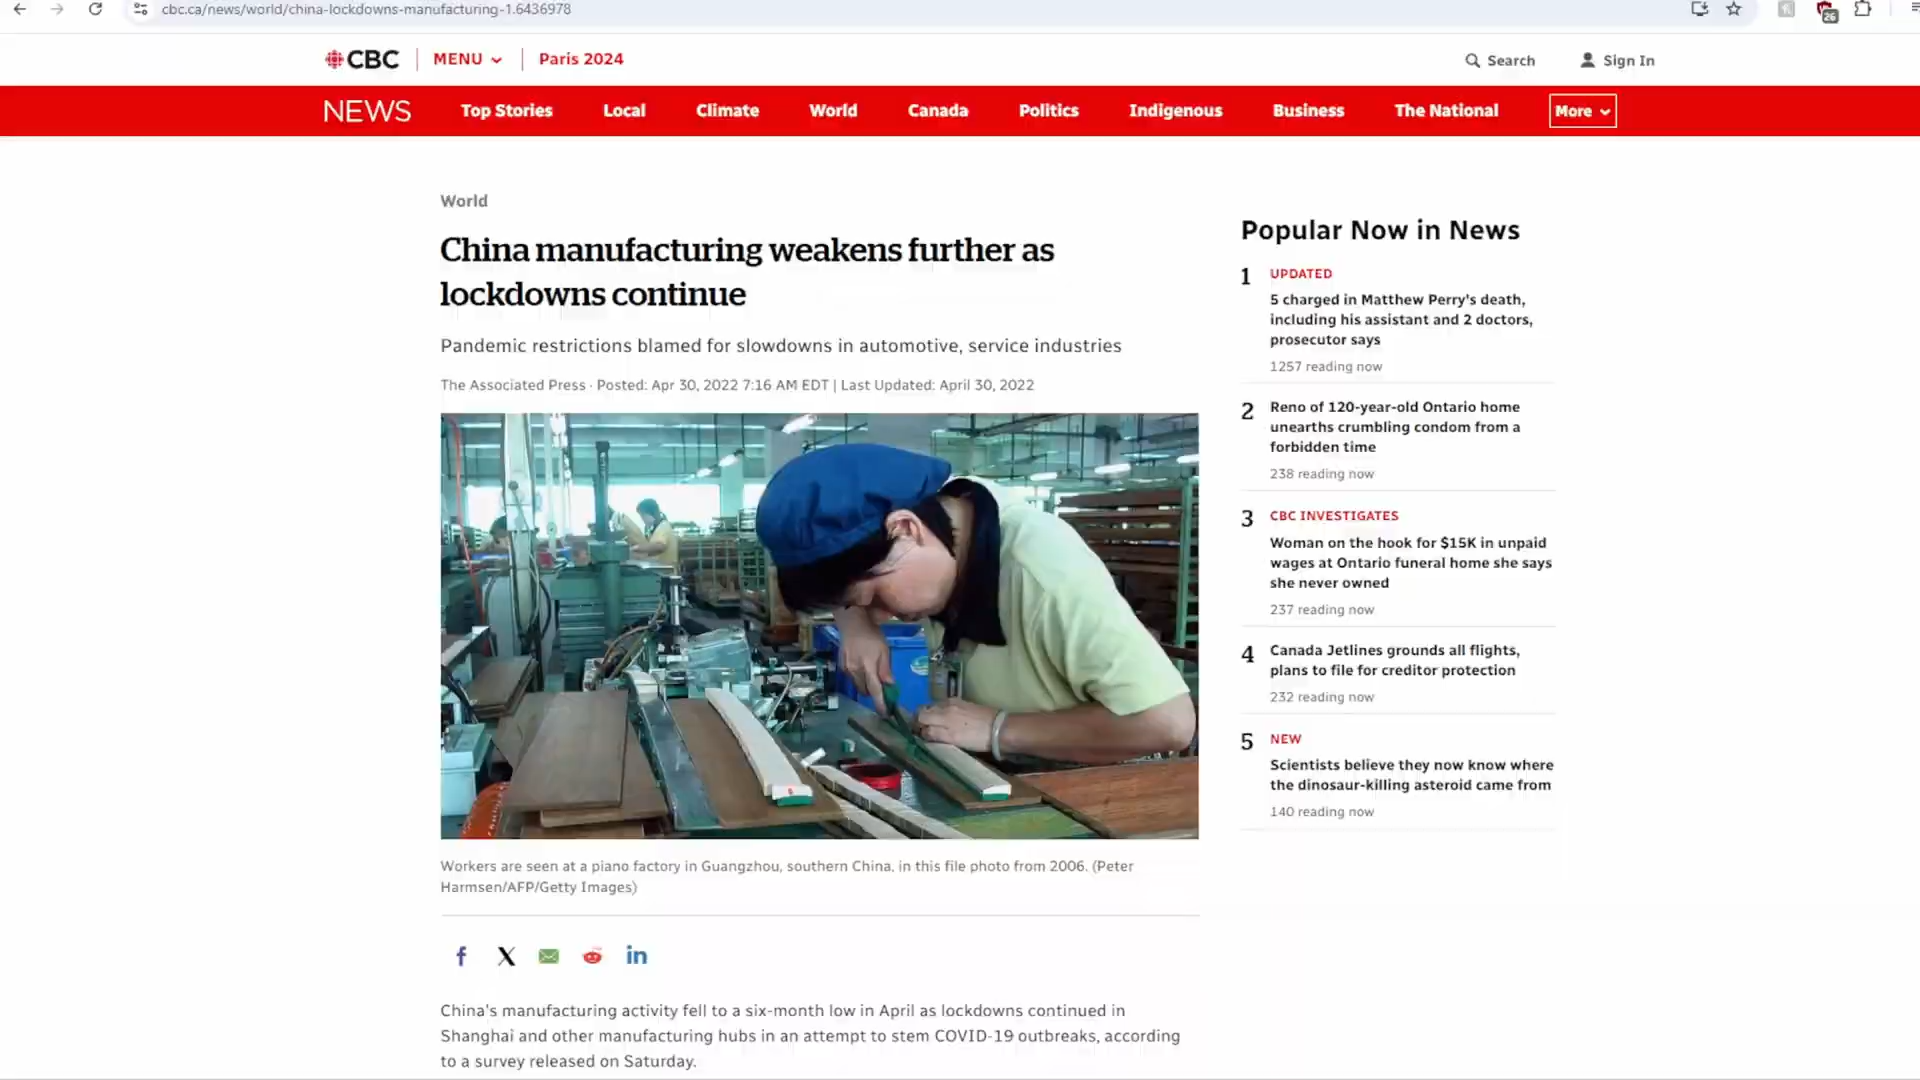 cbc.ca/news/world/china-lockdowns-manufacturing-1.6436978
26
CBC MENU Paris 2024
Search Sign In
NEWS Top Stories Local Climate World Canada Politics Indigenous Business The National More
World
China manufacturing weakens further as
lockdowns continue
Pandemic restrictions blamed for slowdowns in automotive, service industries
The Associated Press · Posted: Apr 30, 2022 7:16 AM EDT | Last Updated: April 30, 2022
Workers are seen at a piano factory in Guangzhou, southern China, in this file photo from 2006. (Peter
Harmsen/AFP/Getty Images)
China's manufacturing activity fell to a six-month low in April as lockdowns continued in
Shanghai and other manufacturing hubs in an attempt to stem COVID-19 outbreaks, according
to a survey released on Saturday.
Popular Now in News
1 UPDATED
5 charged in Matthew Perry's death,
including his assistant and 2 doctors,
prosecutor says
1257 reading now
2 Reno of 120-year-old Ontario home
unearths crumbling condom from a
forbidden time
238 reading now
3 CBC INVESTIGATES
Woman on the hook for $15K in unpaid
wages at Ontario funeral home she says
she never owned
237 reading now
4 Canada Jetlines grounds all flights,
plans to file for creditor protection
232 reading now
5 NEW
Scientists believe they now know where
the dinosaur-killing asteroid came from
140 reading now